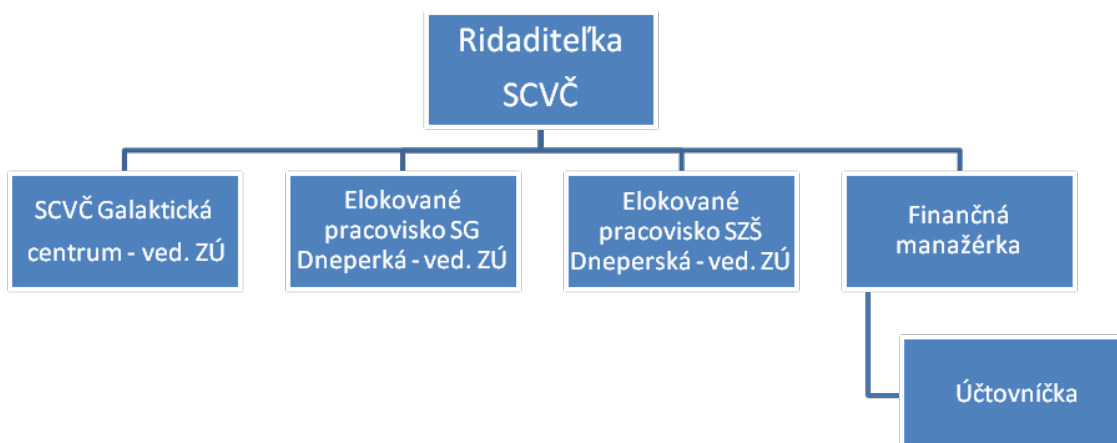 Ridaditeľka
SCVČ
SCVČ Galaktická
centrum - ved. ZÚ
Elokované
pracovisko SG
Dneperká - ved. ZÚ
Elokované
pracovisko SZŠ
Dneperská - ved. ZÚ
Finančná
manažérka
Účtovníčka